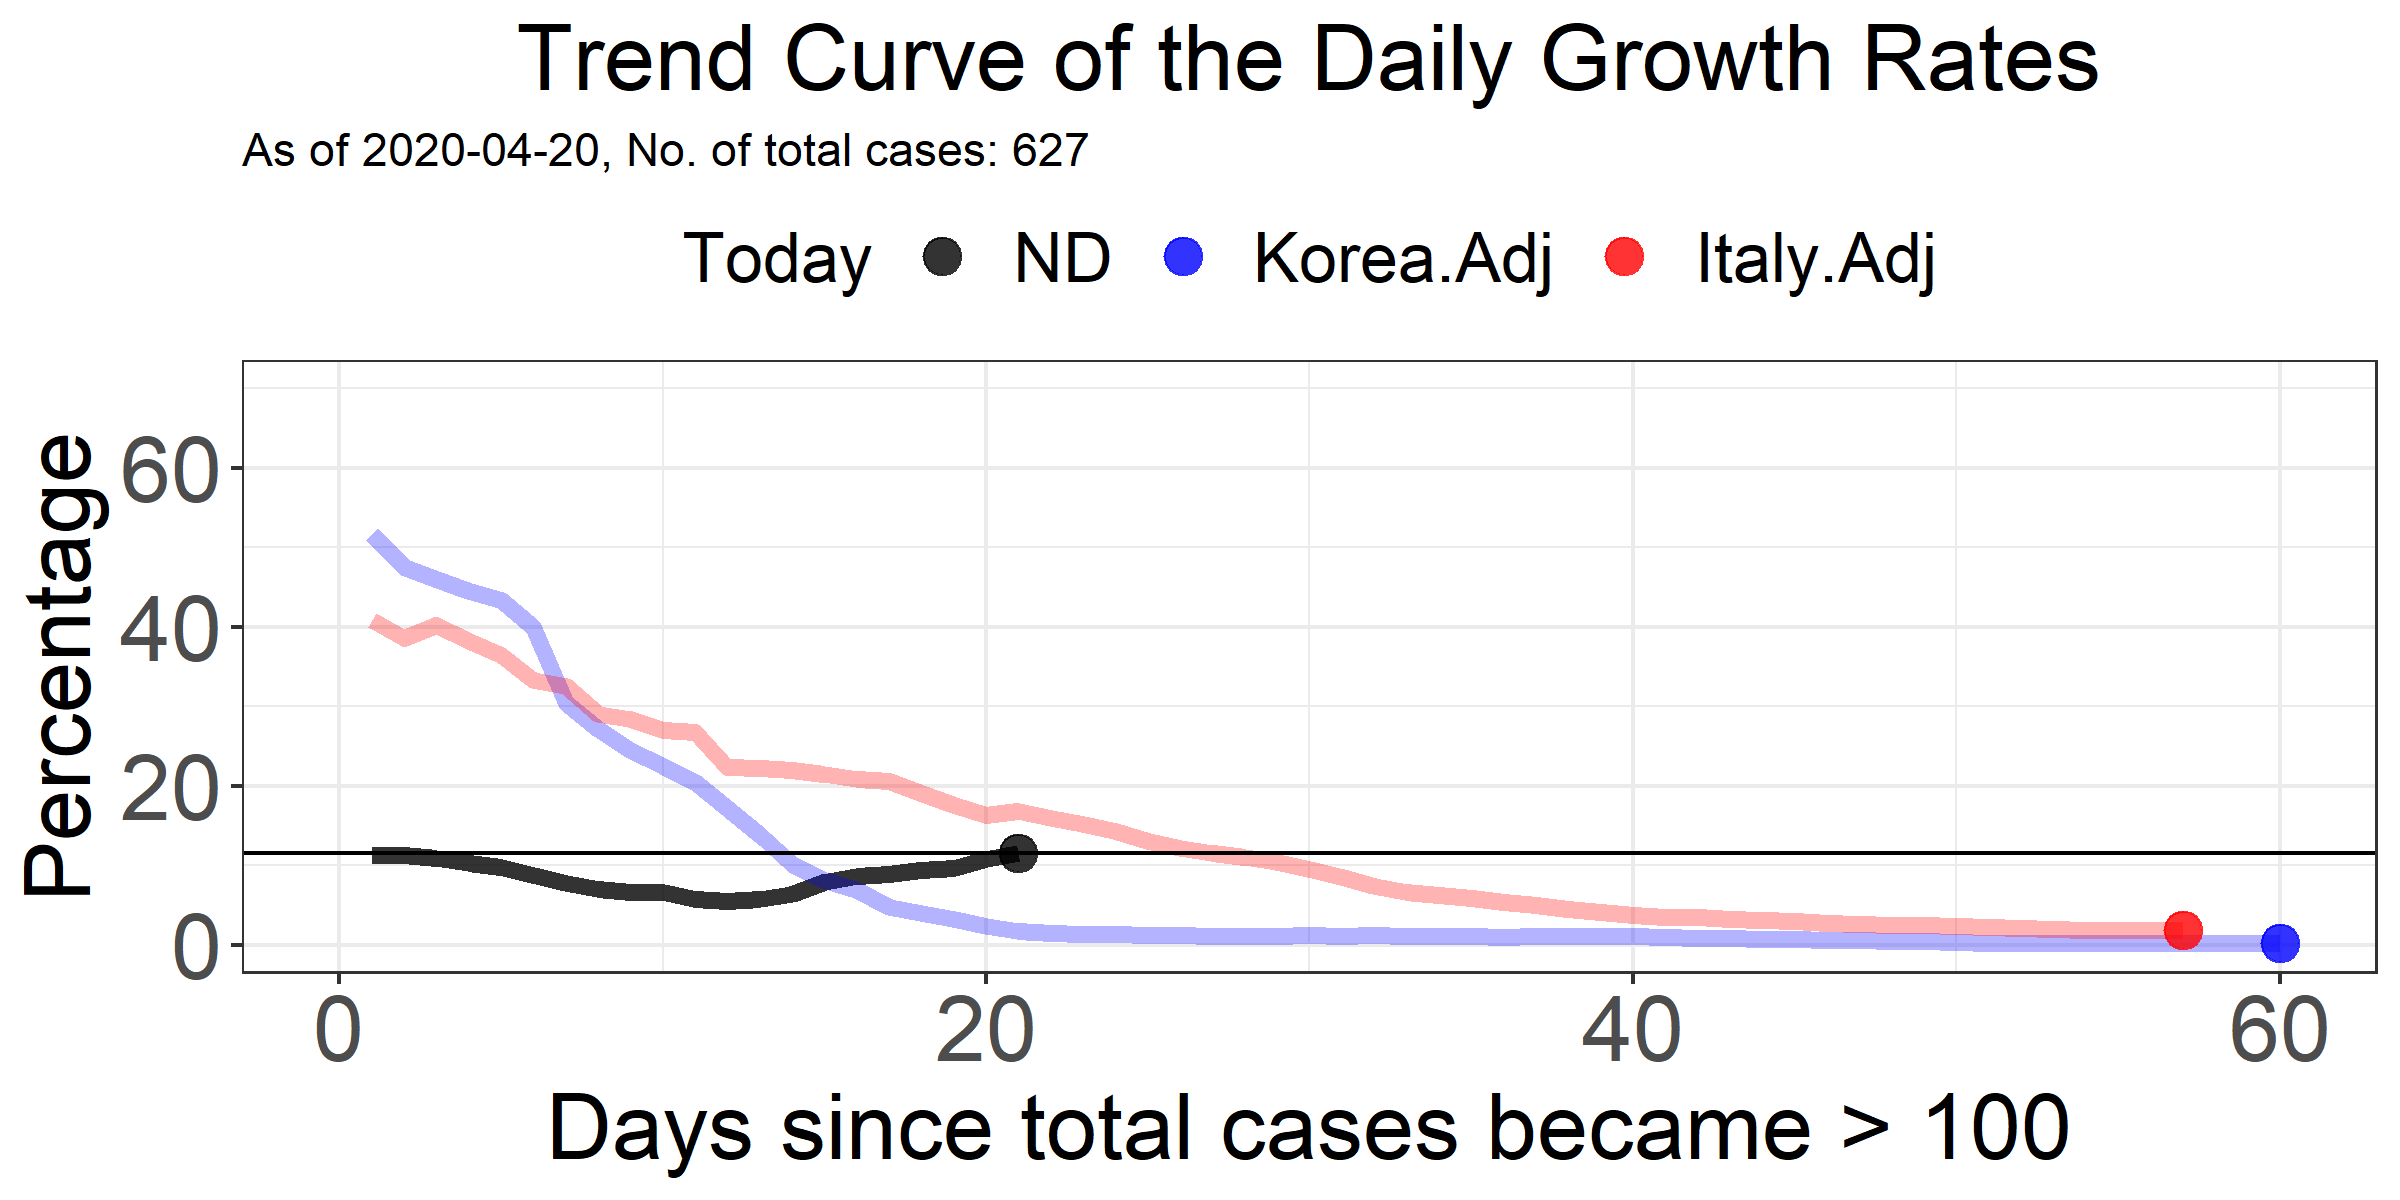 Trend Curve of the Daily Growth Rates
As of 2020-04-20, No. of total cases: 627
Today ND Korea.Adj Italy.Adj
Percentage
60
40
20
0
0 20 40 60
Days since total cases became > 100